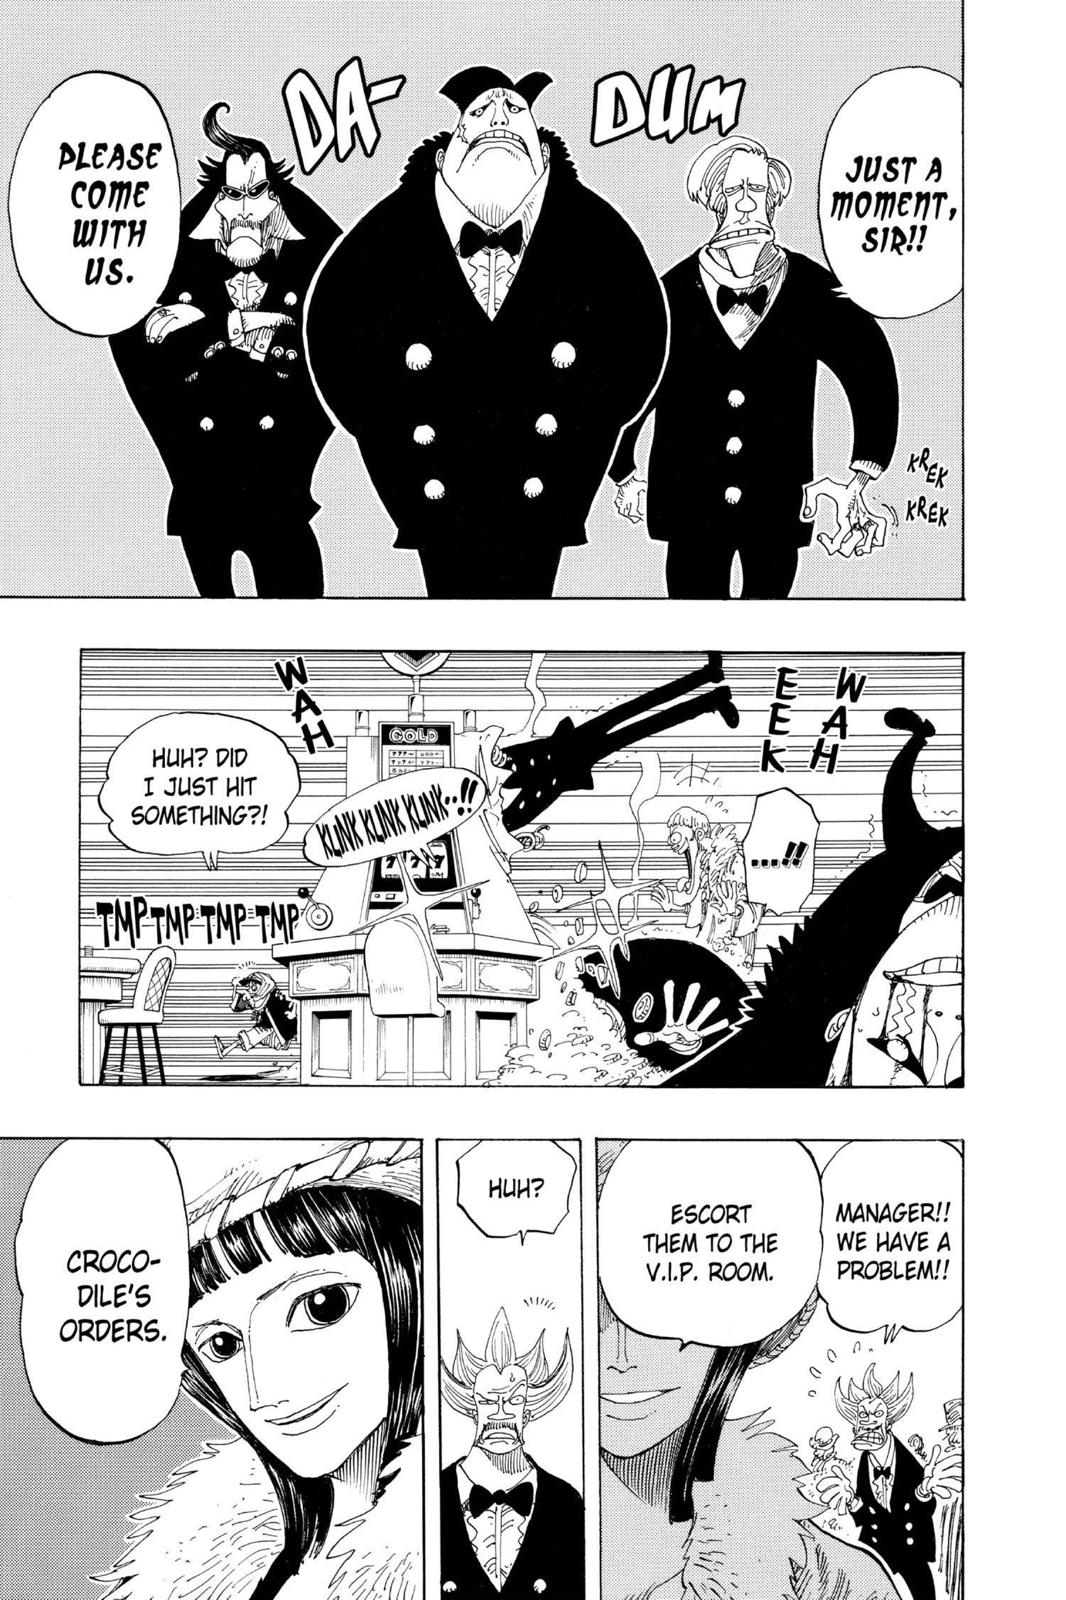 JUST A
MOMENT,
SIR!!
DA-
DUM
PLEASE
COME
WITH
US.
KREK
KREK
WAH
EEK
WAH
GOLD
HUH? DID
I JUST HIT
SOMETHING?!
KLINK KLINK KLINK--!!
777
....!!
TMP TMP TMP TMP
MANAGER!!
WE HAVE A
PROBLEM!!
ESCORT
THEM TO THE
V.I.P. ROOM.
HUH?
CROCO-
DILE'S
ORDERS.